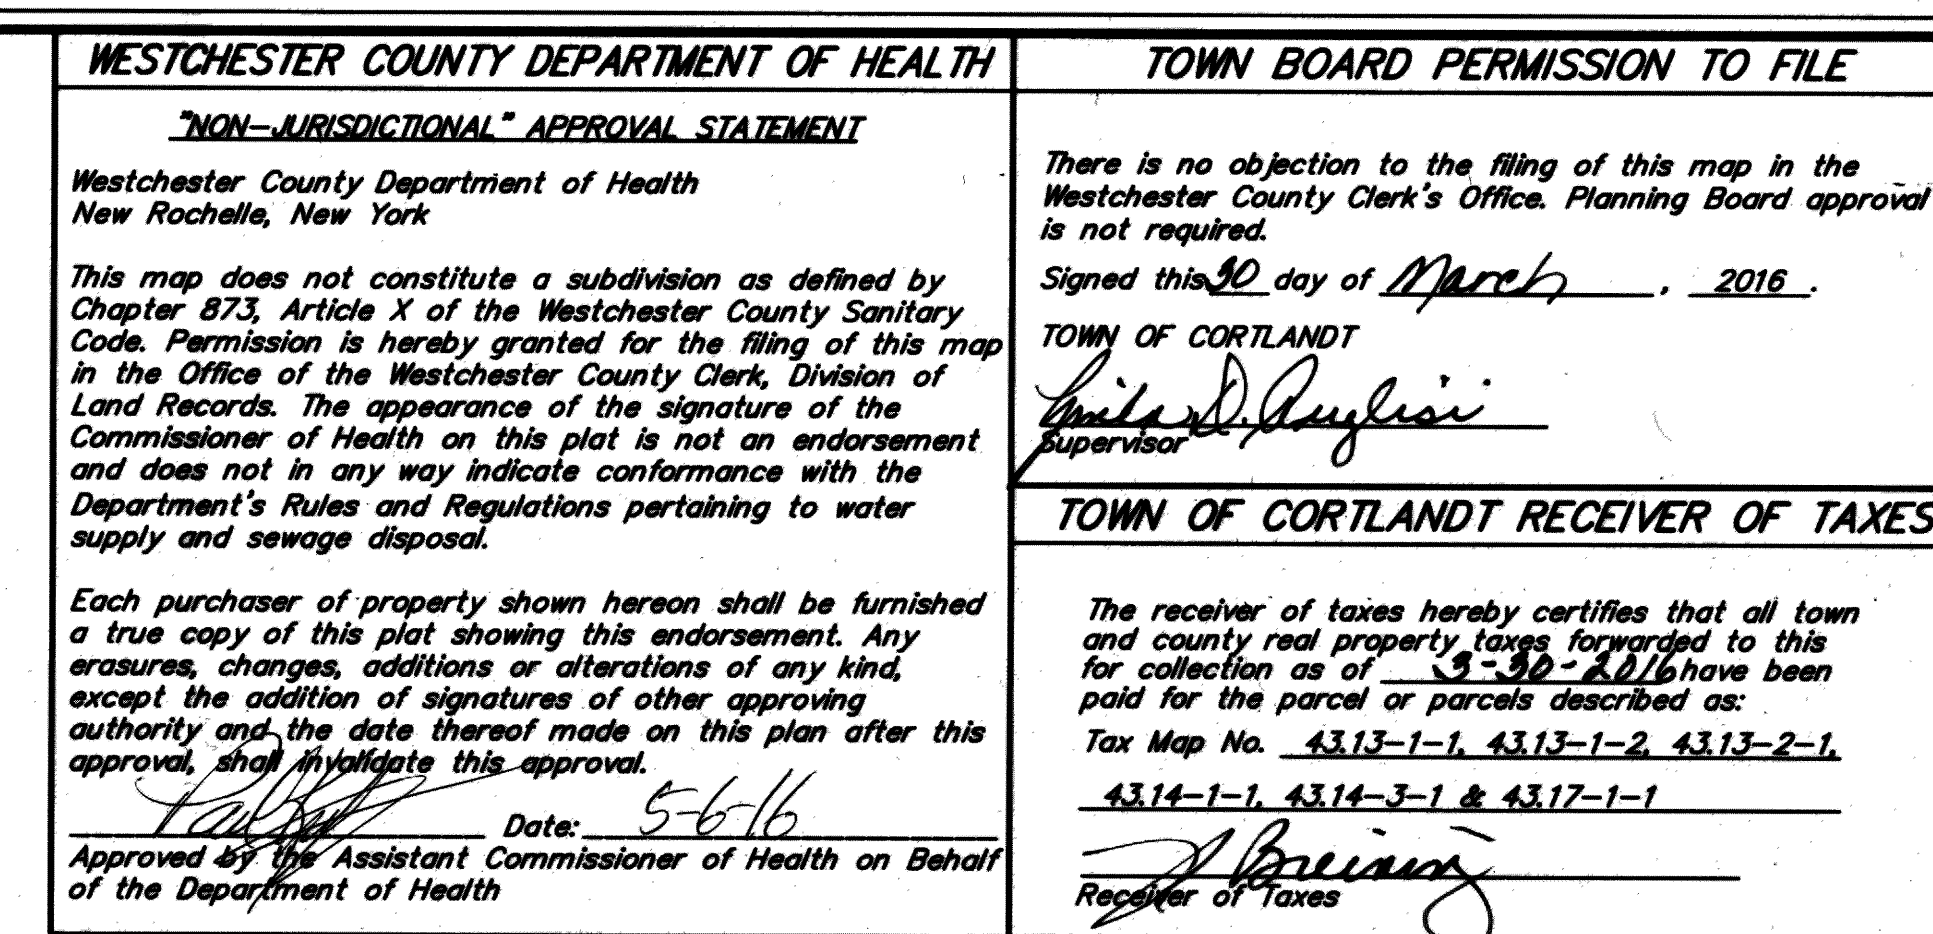 WESTCHESTER COUNTY DEPARTMENT OF HEALTH
"NON-JURISDICTIONAL" APPROVAL STATEMENT
Westchester County Department of Health
New Rochelle, New York
This map does not constitute a subdivision as defined by
Chapter 873, Article X of the Westchester County Sanitary
Code. Permission is hereby granted for the filing of this map
in the Office of the Westchester County Clerk, Division of
Land Records. The appearance of the signature of the
Commissioner of Health on this plat is not an endorsement
and does not in any way indicate conformance with the
Department's Rules and Regulations pertaining to water
supply and sewage disposal.
Each purchaser of property shown hereon shall be furnished
a true copy of this plat showing this endorsement. Any
erasures, changes, additions or alterations of any kind,
except the addition of signatures of other approving
authority and the date thereof made on this plan after this
approval, shall invalidate this approval.
Date: 5-6-16
Approved by the Assistant Commissioner of Health on Behalf
of the Department of Health
TOWN BOARD PERMISSION TO FILE
There is no objection to the filing of this map in the
Westchester County Clerk's Office. Planning Board approval
is not required.
Signed this 30 day of March, 2016.
TOWN OF CORTLANDT
D. Puglisi
Supervisor
TOWN OF CORTLANDT RECEIVER OF TAXES
The receiver of taxes hereby certifies that all town
and county real property taxes forwarded to this
for collection as of 3-30-2016 have been
paid for the parcel or parcels described as:
Tax Map No. 43.13-1-1, 43.13-1-2, 43.13-2-1,
43.14-1-1, 43.14-3-1 & 43.17-1-1
Receiver of Taxes